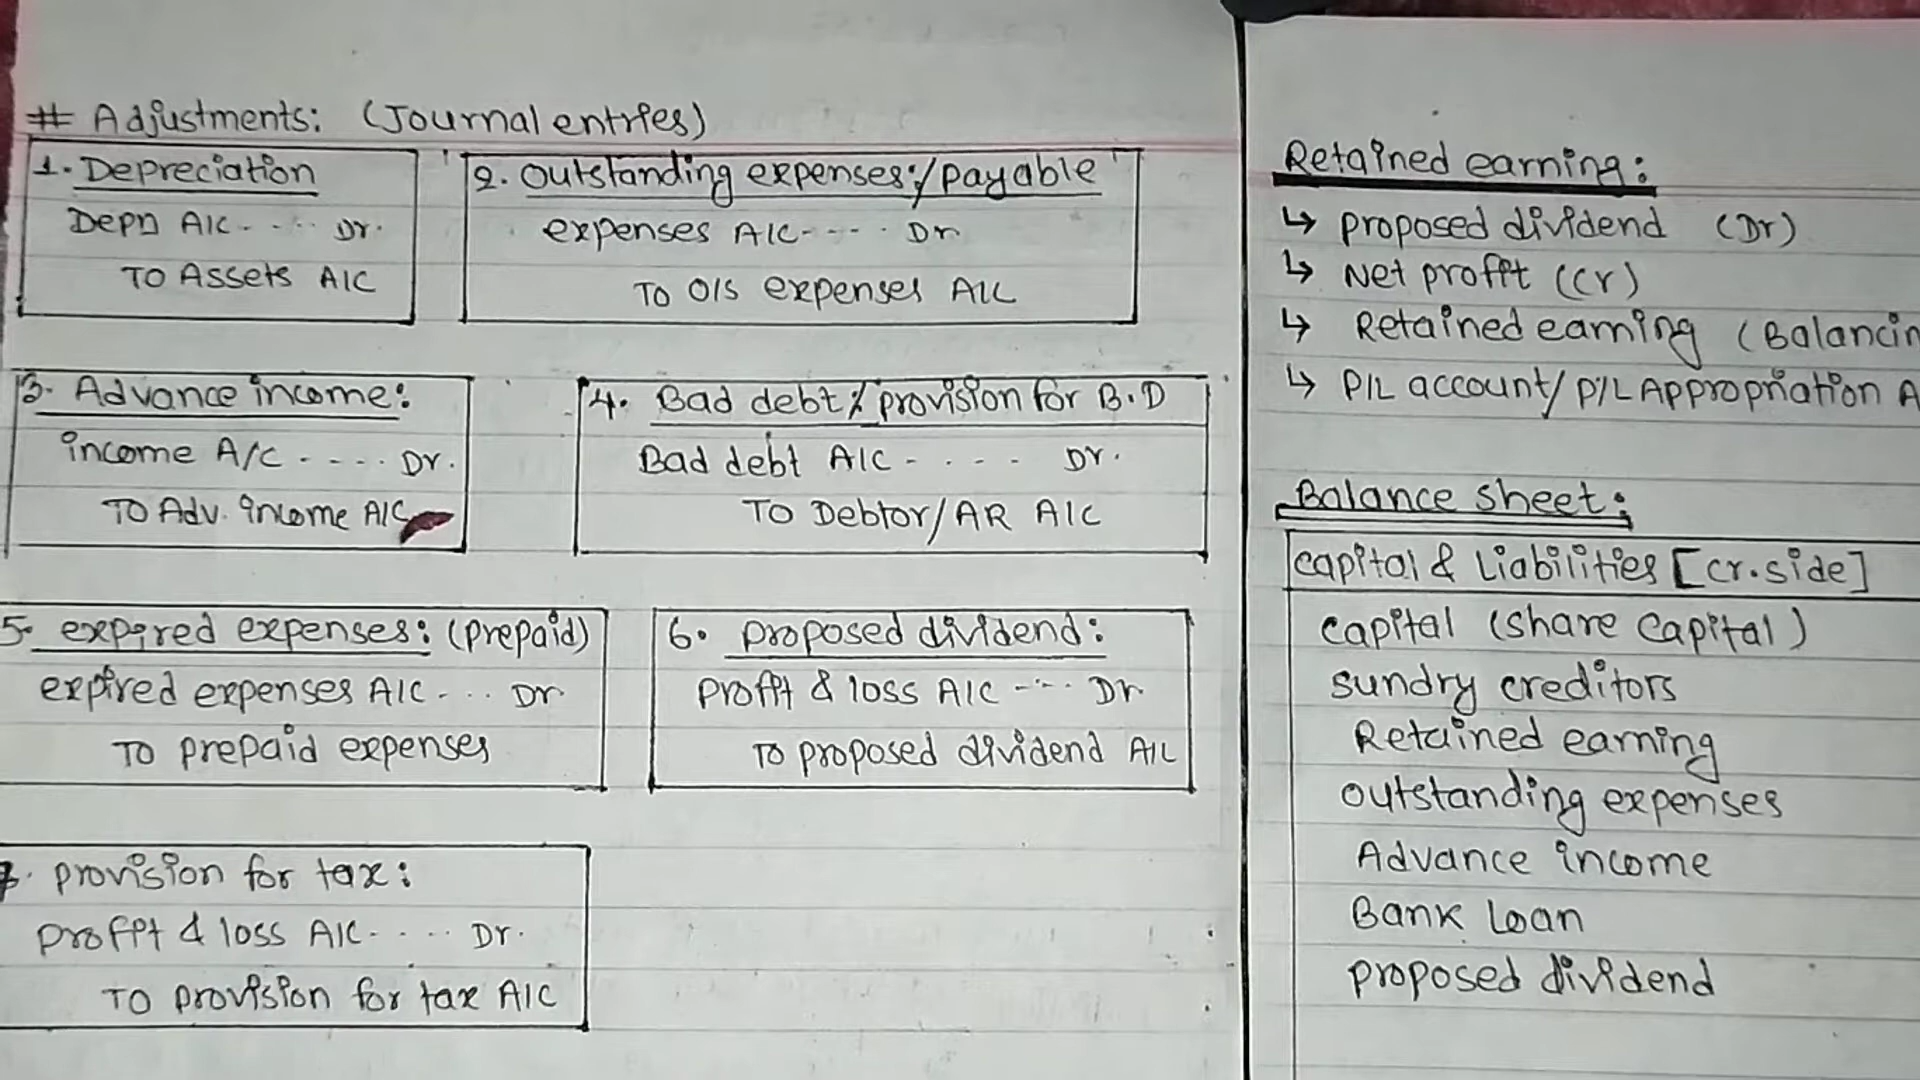 # Adjustments: (Journal entries)
1. Depreciation
Depn A/C - - - - Dr.
To Assets A/C
2. outstanding expenses:/payable
expenses A/C - - - - Dr
To O/S expenses A/C
3. Advance income:
income A/C - - - - Dr.
To Adv. income A/C
4. Bad debt / provision for B.D
Bad debt A/C - - - - Dr.
To Debtor/AR A/C
5. expired expenses: (prepaid)
expired expenses A/C - - - Dr
To prepaid expenses
6. proposed dividend:
profit & loss A/C - - - Dr
To proposed dividend A/C
7. provision for tax:
profit & loss A/C - - - - Dr.
To provision for tax A/C
Retained earning:
↳ proposed dividend (Dr)
↳ Net profit (Cr)
↳ Retained earning (Balancin
↳ P/L account/ P/L Appropriation A
Balance sheet:
capital & Liabilities [cr.side]
capital (share capital)
sundry creditors
Retained earning
outstanding expenses
Advance income
Bank Loan
proposed dividend